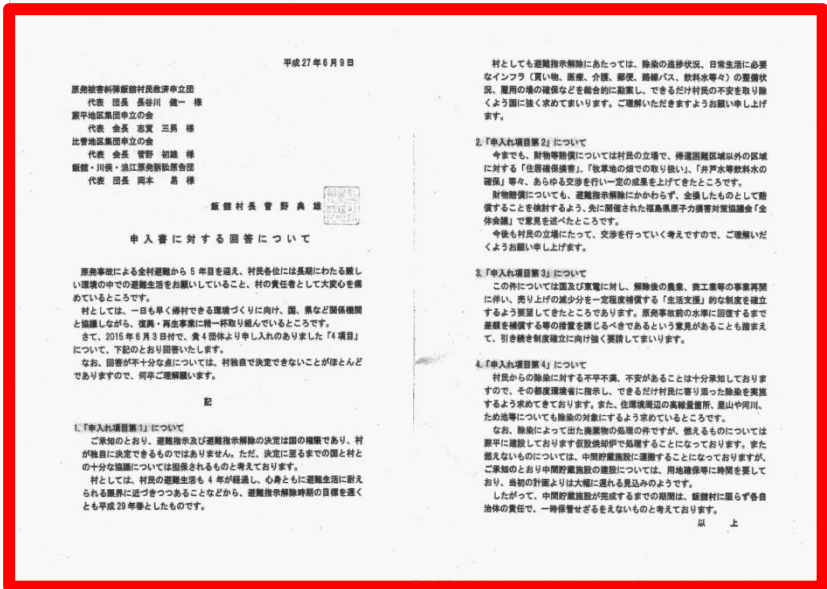 平成27年6月9日
原発被害糾弾飯舘村民救済申立団
代表 団長 長谷川 健一 様
蕨平地区集団申立の会
代表 会長 志賀 三男 様
比曽地区集団申立の会
代表 会長 菅野 初雄 様
飯舘・川俣・浪江原発訴訟原告団
代表 団長 岡本 易 様
飯舘村長 菅野典雄
申入書に対する回答について
原発事故による全村避難から 5 年目を迎え、村民各位には長期にわたる厳し
い環境の中での避難生活をお願いしていること、村の責任者として大変心を痛
めているところです。
村としては、一日も早く帰村できる環境づくりに向け、国、県など関係機関
と協議しながら、復興・再生事業に精一杯取り組んでいるところです。
さて、2015年6月3日付で、貴4団体より申し入れのありました「4項目」
について、下記のとおり回答いたします。
なお、回答が不十分な点については、村独自で決定できないことがほとんど
でありますので、何卒ご理解願います。
記
1.「申入れ項目第1」について
ご承知のとおり、避難指示及び避難指示解除の決定は国の権限であり、村
が独自に決定できるものではありません。ただ、決定に至るまでの国と村と
の十分な協議については担保されるものと考えております。
村としては、村民の避難生活も 4 年が経過し、心身ともに避難生活に耐え
られる限界に近づきつつあることなどから、避難指示解除時期の目標を遅く
とも平成 29 年春としたものです。
村としても避難指示解除にあたっては、除染の進捗状況、日常生活に必要
なインフラ(買い物、医療、介護、郵便、路線バス、飲料水等々)の整備状
況、雇用の場の確保などを総合的に勘案し、できるだけ村民の不安を取り除
くよう国に強く求めてまいります。ご理解いただきますようお願い申し上げ
ます。
2.「申入れ項目第2」について
今までも、財物等賠償については村民の立場で、帰還困難区域以外の区域
に対する「住居確保損害」、「牧草地の畑での取り扱い」、「井戸水等飲料水の
確保」等々、あらゆる交渉を行い一定の成果を上げてきたところです。
財物賠償についても、避難指示解除にかかわらず、全損したものとして賠
償することを検討するよう、先に開催された福島県原子力損害対策協議会「全
体会議」で意見を述べたところです。
今後も村民の立場にたって、交渉を行っていく考えですので、ご理解いだ
くようお願い申し上げます。
3.「申入れ項目第3」について
この件については国及び東電に対し、解除後の農業、商工業等の事業再開
に伴い、売り上げの減少分を一定程度補償する「生活支援」的な制度を確立
するよう要望してきたところであります。原発事故前の水準に回復するまで
差額を補償する等の措置を講じるべきであるという意見があることも踏まえ
て、引き続き制度確立に向け強く要請してまいります。
4.「申入れ項目第4」について
村民からの除染に対する不平不満、不安があることは十分承知しておりま
すので、その都度環境省に指示し、できるだけ村民に寄り添った除染を実施
するよう求めてきております。また、住環境周辺の高線量箇所、里山や河川、
ため池等についても除染の対象にするよう求めているところです。
なお、除染によって出た廃棄物の処理の件ですが、燃えるものについては
蕨平に建設しております仮設焼却炉で処理することになっております。また
燃えないものについては、中間貯蔵施設に運搬することになっておりますが、
ご承知のとおり中間貯蔵施設の建設については、用地確保等に時間を要して
おり、当初の計画よりは大幅に遅れる見込みのようです。
したがって、中間貯蔵施設が完成するまでの期間は、飯舘村に限らず各自
治体の責任で、一時保管せざるをえないものと考えております。
以 上